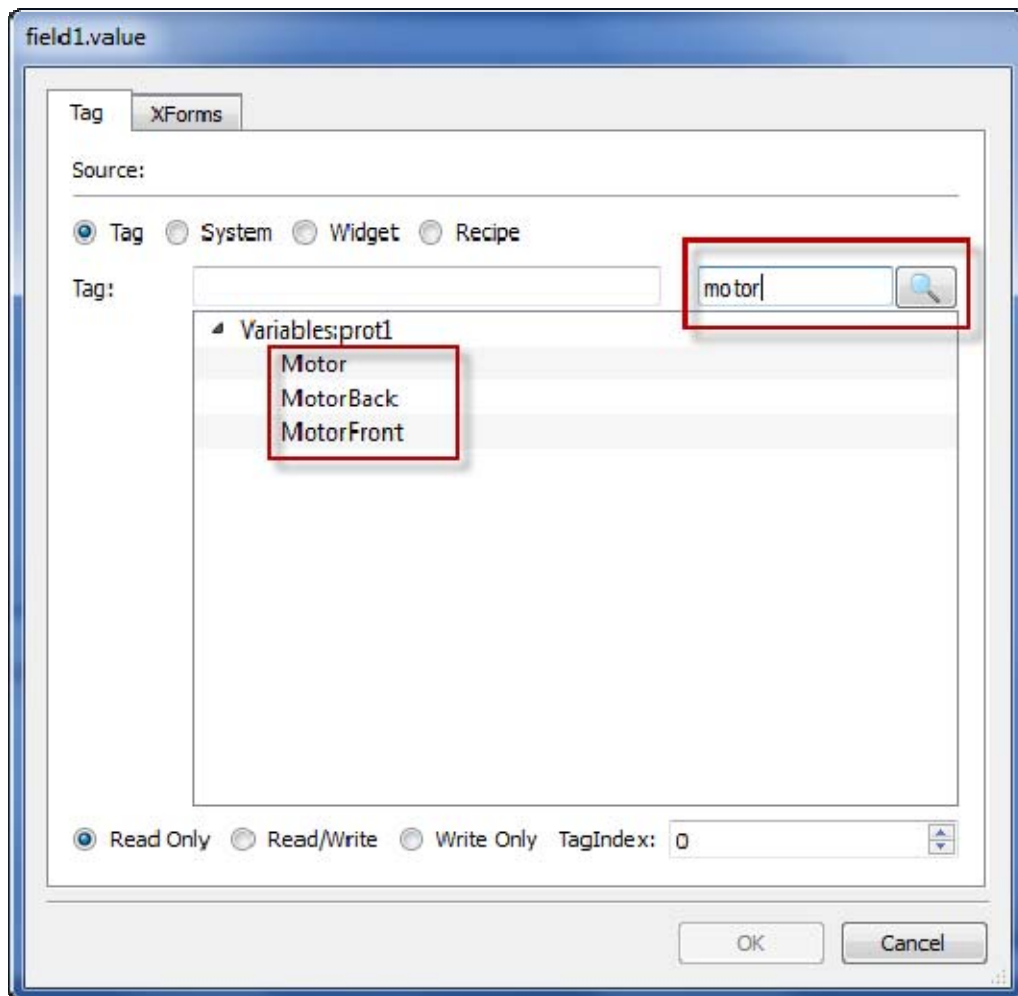 field1.value
Tag XForms
Source:
Tag System Widget Recipe
Tag: motor
Variables:prot1
Motor
MotorBack
MotorFront
Read Only Read/Write Write Only TagIndex: 0
OK Cancel